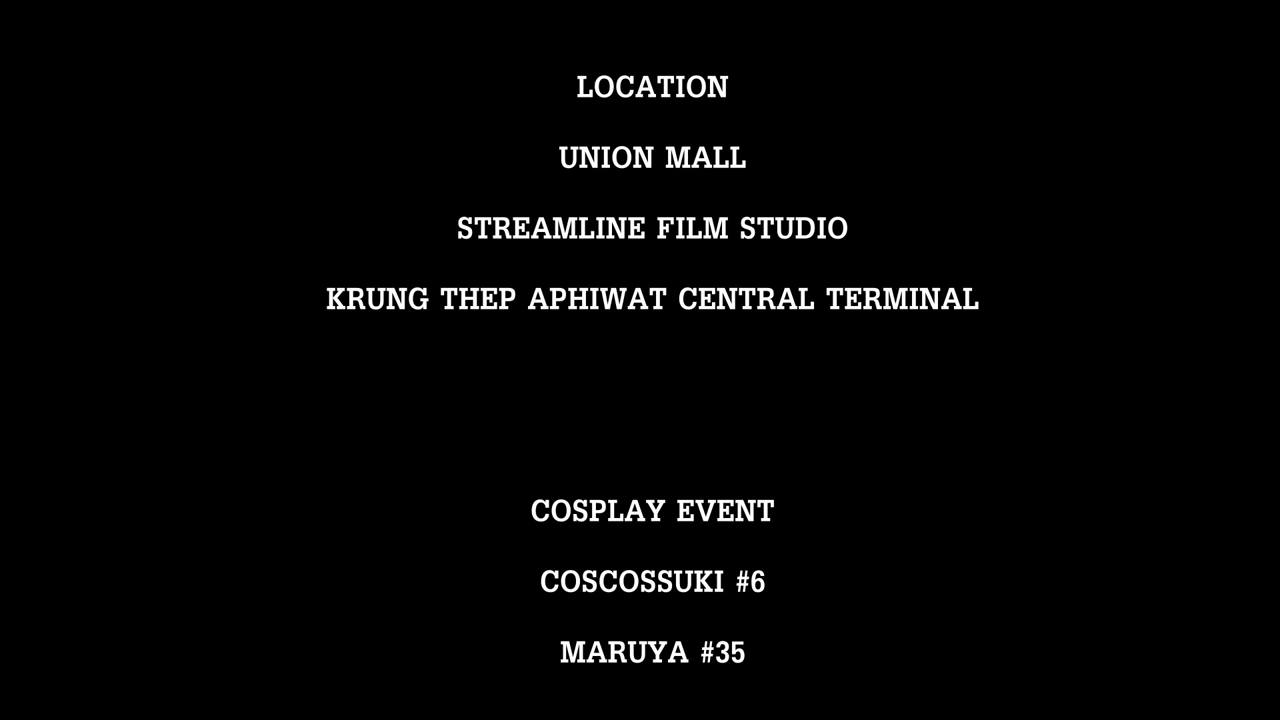 LOCATION
UNION MALL
STREAMLINE FILM STUDIO
KRUNG THEP APHIWAT CENTRAL TERMINAL
COSPLAY EVENT
COSCOSSUKI #6
MARUYA #35